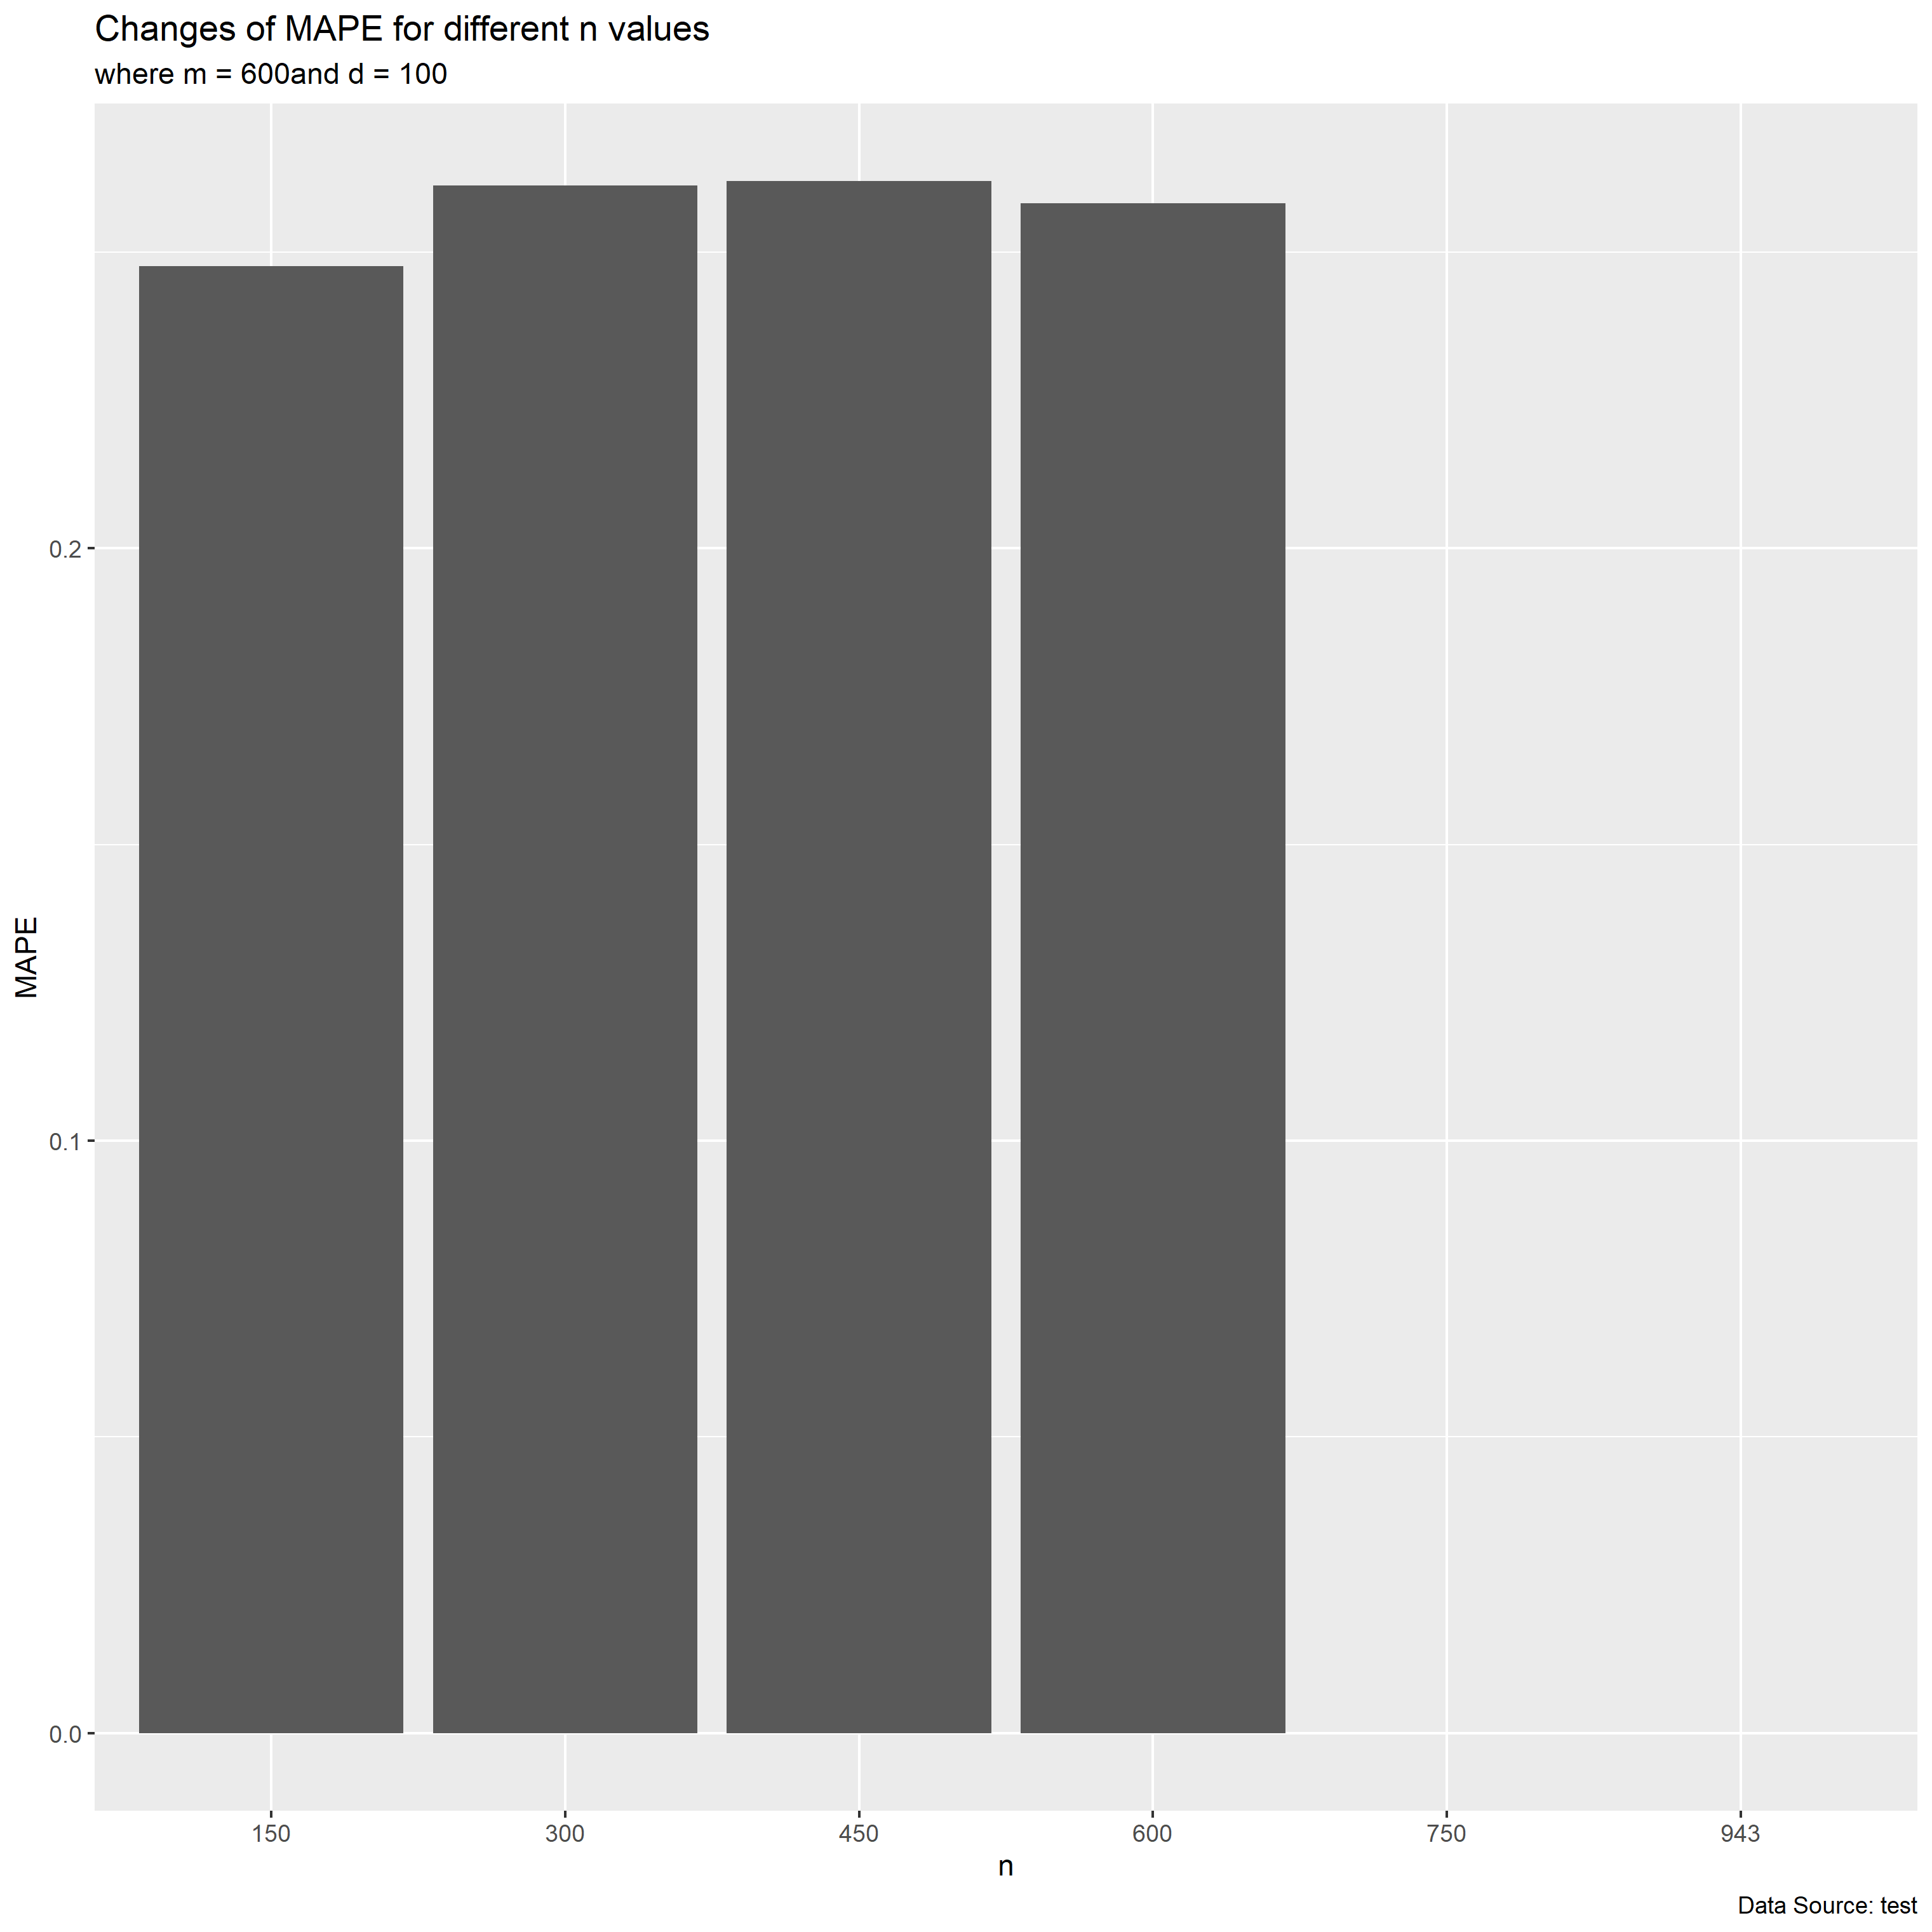 Changes of MAPE for different n values
where m = 600and d = 100
MAPE
0.2
0.1
0.0
150 300 450 600 750 943
n
Data Source: test